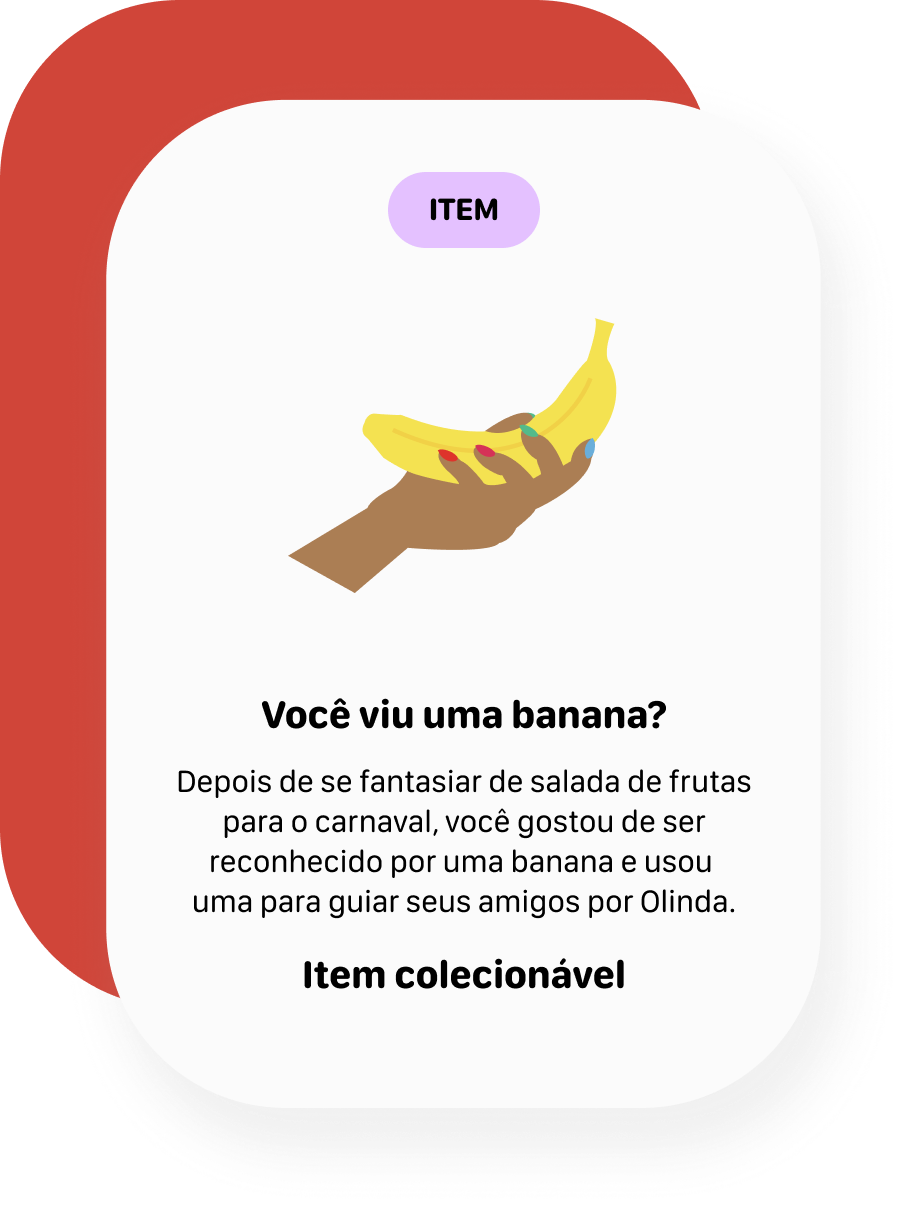 ITEM
Você viu uma banana?
Depois de se fantasiar de salada de frutas
para o carnaval, você gostou de ser
reconhecido por uma banana e usou
uma para guiar seus amigos por Olinda.
Item colecionável